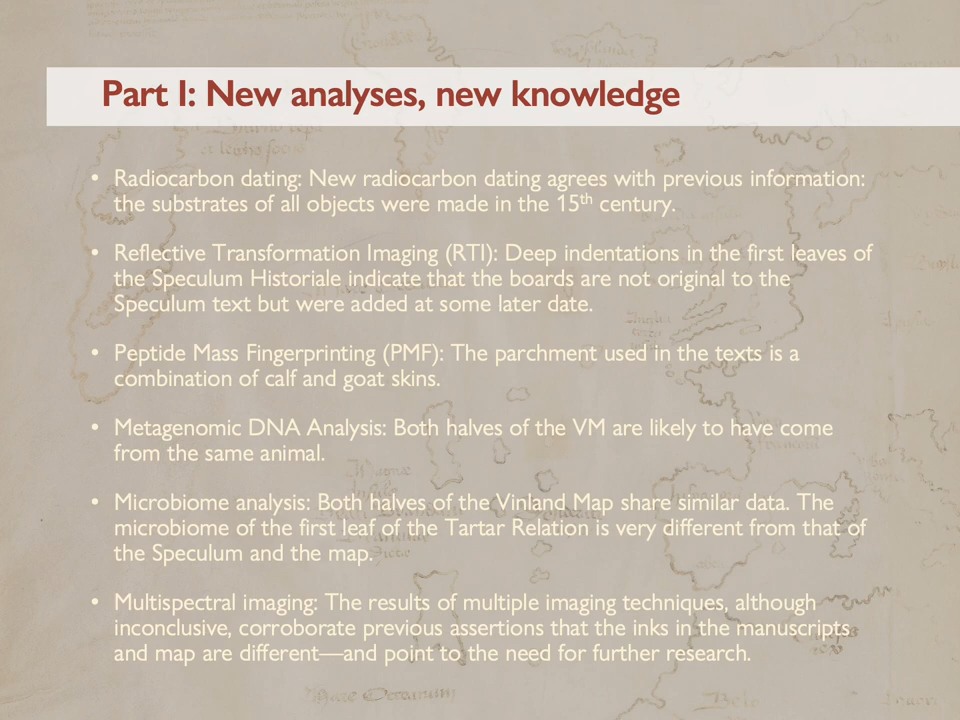 Part I: New analyses, new knowledge
• Radiocarbon dating: New radiocarbon dating agrees with previous information:
the substrates of all objects were made in the 15th century.
• Reflective Transformation Imaging (RTI): Deep indentations in the first leaves of
the Speculum Historiale indicate that the boards are not original to the
Speculum text but were added at some later date.
• Peptide Mass Fingerprinting (PMF): The parchment used in the texts is a
combination of calf and goat skins.
• Metagenomic DNA Analysis: Both halves of the VM are likely to have come
from the same animal.
• Microbiome analysis: Both halves of the Vinland Map share similar data. The
microbiome of the first leaf of the Tartar Relation is very different from that of
the Speculum and the map.
• Multispectral imaging: The results of multiple imaging techniques, although
inconclusive, corroborate previous assertions that the inks in the manuscripts
and map are different—and point to the need for further research.